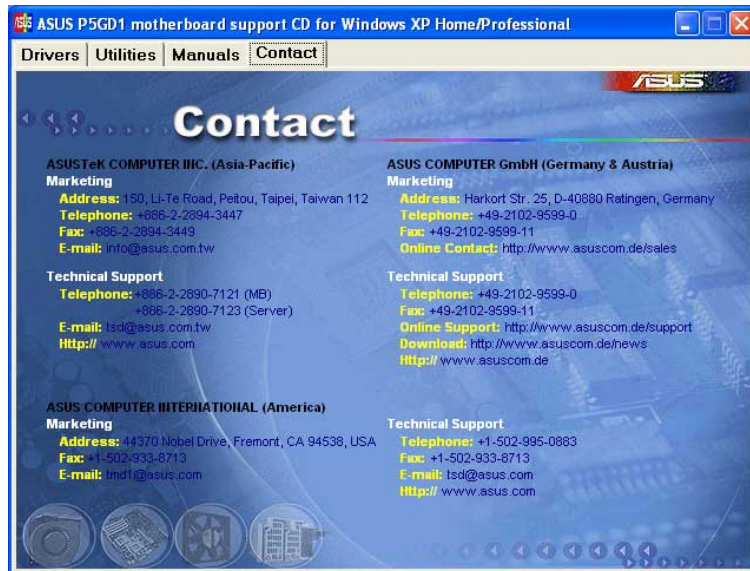 ASUS P5GD1 motherboard support CD for Windows XP Home/Professional
Drivers Utilities Manuals Contact
ASUS
Contact
ASUSTeK COMPUTER INC. (Asia-Pacific)
Marketing
Address: 150, Li-Te Road, Peitou, Taipei, Taiwan 112
Telephone: +886-2-2894-3447
Fax: +886-2-2894-3449
E-mail: info@asus.com.tw
Technical Support
Telephone: +886-2-2890-7121 (MB)
+886-2-2890-7123 (Server)
E-mail: tsd@asus.com.tw
Http:// www.asus.com
ASUS COMPUTER GmbH (Germany & Austria)
Marketing
Address: Harkort Str. 25, D-40880 Ratingen, Germany
Telephone: +49-2102-9599-0
Fax: +49-2102-9599-11
Online Contact: http://www.asuscom.de/sales
Technical Support
Telephone: +49-2102-9599-0
Fax: +49-2102-9599-11
Online Support: http://www.asuscom.de/support
Download: http://www.asuscom.de/news
Http:// www.asuscom.de
ASUS COMPUTER INTERNATIONAL (America)
Marketing
Address: 44370 Nobel Drive, Fremont, CA 94538, USA
Fax: +1-502-933-8713
E-mail: tmd1@asus.com
Technical Support
Telephone: +1-502-995-0883
Fax: +1-502-933-8713
E-mail: tsd@asus.com
Http:// www.asus.com